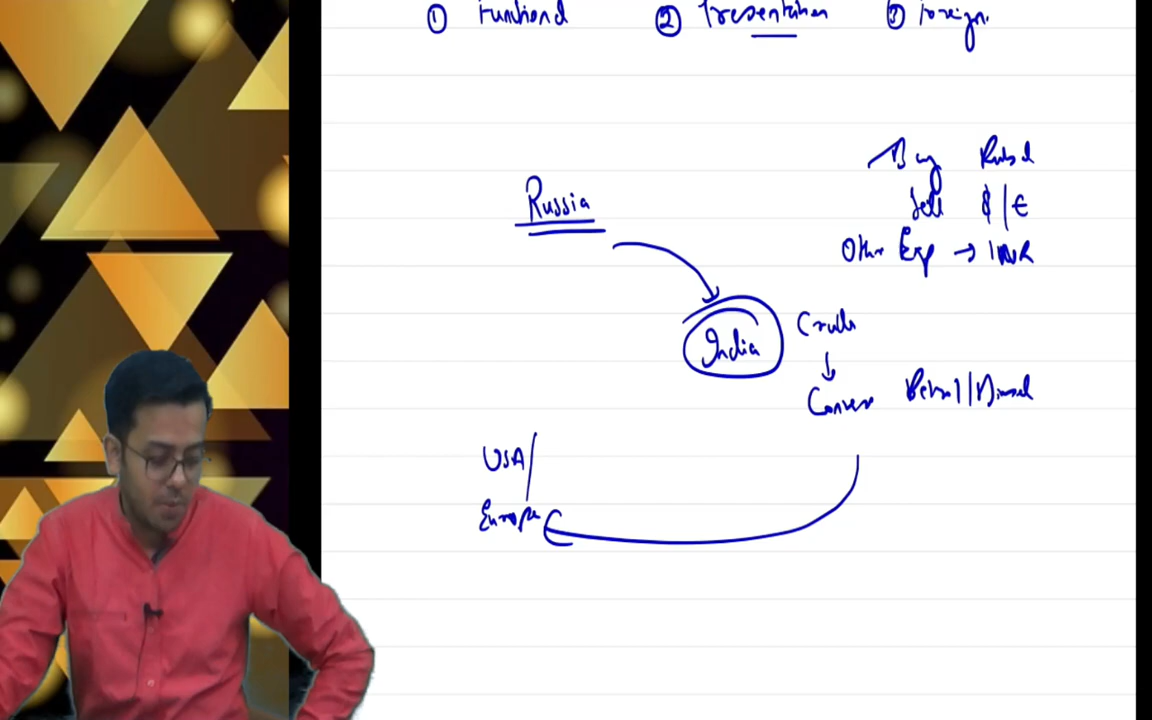 ① Functional ② Presentation ③ Foreign
Buy Rubel
Sell $/€
Other Exp → INR
Russia
India Crude
↓
Conver Petrol/Diesel
USA/
Europe